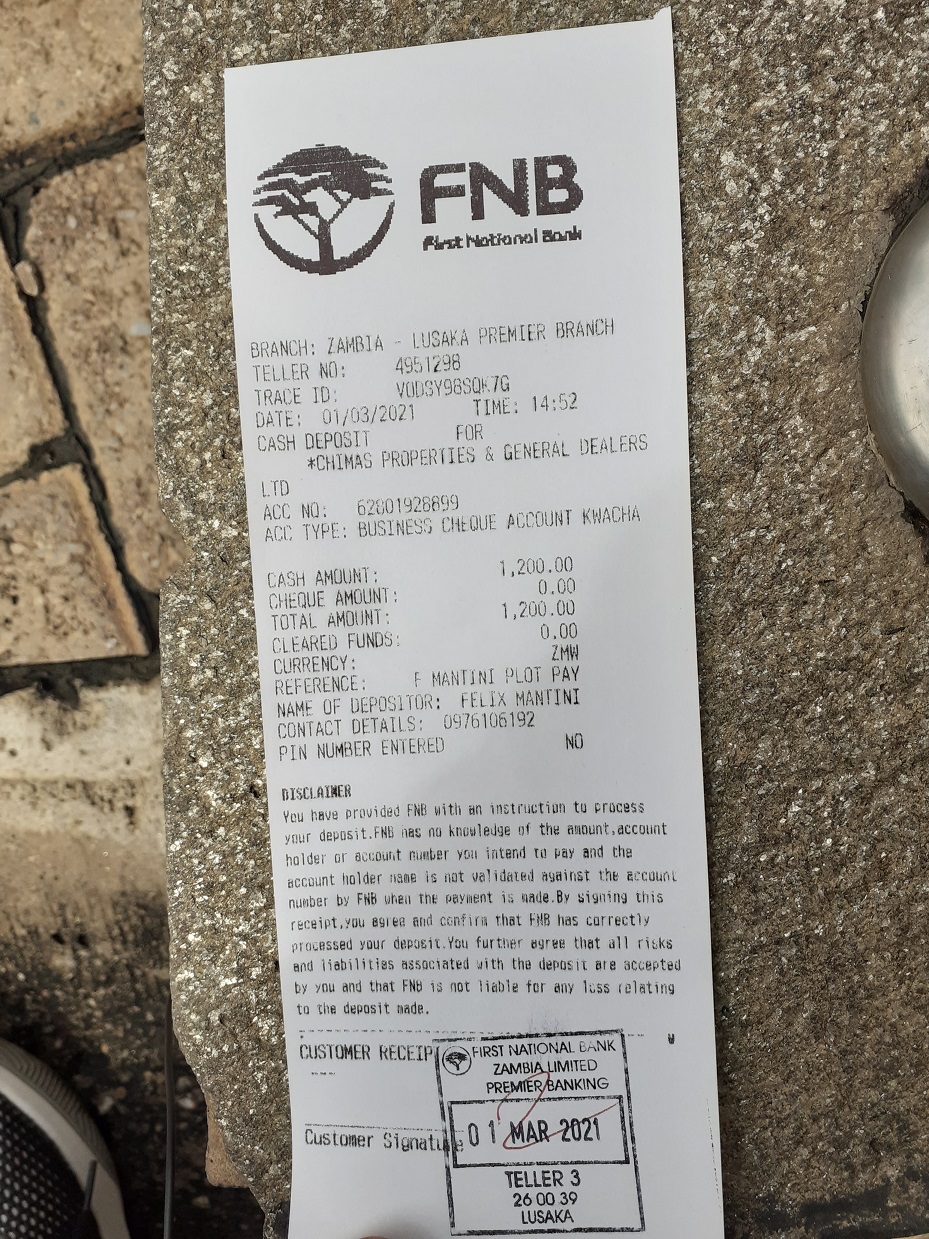 FNB
First National Bank
BRANCH: ZAMBIA - LUSAKA PREMIER BRANCH
TELLER NO: 4951298
TRACE ID: V0DSY98SQK7G
DATE: 01/03/2021 TIME: 14:52
CASH DEPOSIT FOR
*CHIMAS PROPERTIES & GENERAL DEALERS
LTD
ACC NO: 62801928899
ACC TYPE: BUSINESS CHEQUE ACCOUNT KWACHA
CASH AMOUNT: 1,200.00
CHEQUE AMOUNT: 0.00
TOTAL AMOUNT: 1,200.00
CLEARED FUNDS: 0.00
CURRENCY: ZMW
REFERENCE: F MANTINI PLOT PAY
NAME OF DEPOSITOR: FELIX MANTINI
CONTACT DETAILS: 0976106192
PIN NUMBER ENTERED NO
DISCLAIMER
You have provided FNB with an instruction to process
your deposit.FNB has no knowledge of the amount,account
holder or account number you intend to pay and the
account holder name is not validated against the account
number by FNB when the payment is made.By signing this
receipt,you agree and confirm that FNB has correctly
processed your deposit.You further agree that all risks
and liabilities associated with the deposit are accepted
by you and that FNB is not liable for any loss relating
to the deposit made.
CUSTOMER RECEIP
FIRST NATIONAL BANK
ZAMBIA LIMITED
PREMIER BANKING
Customer Signature
01 MAR 2021
TELLER 3
26 00 39
LUSAKA